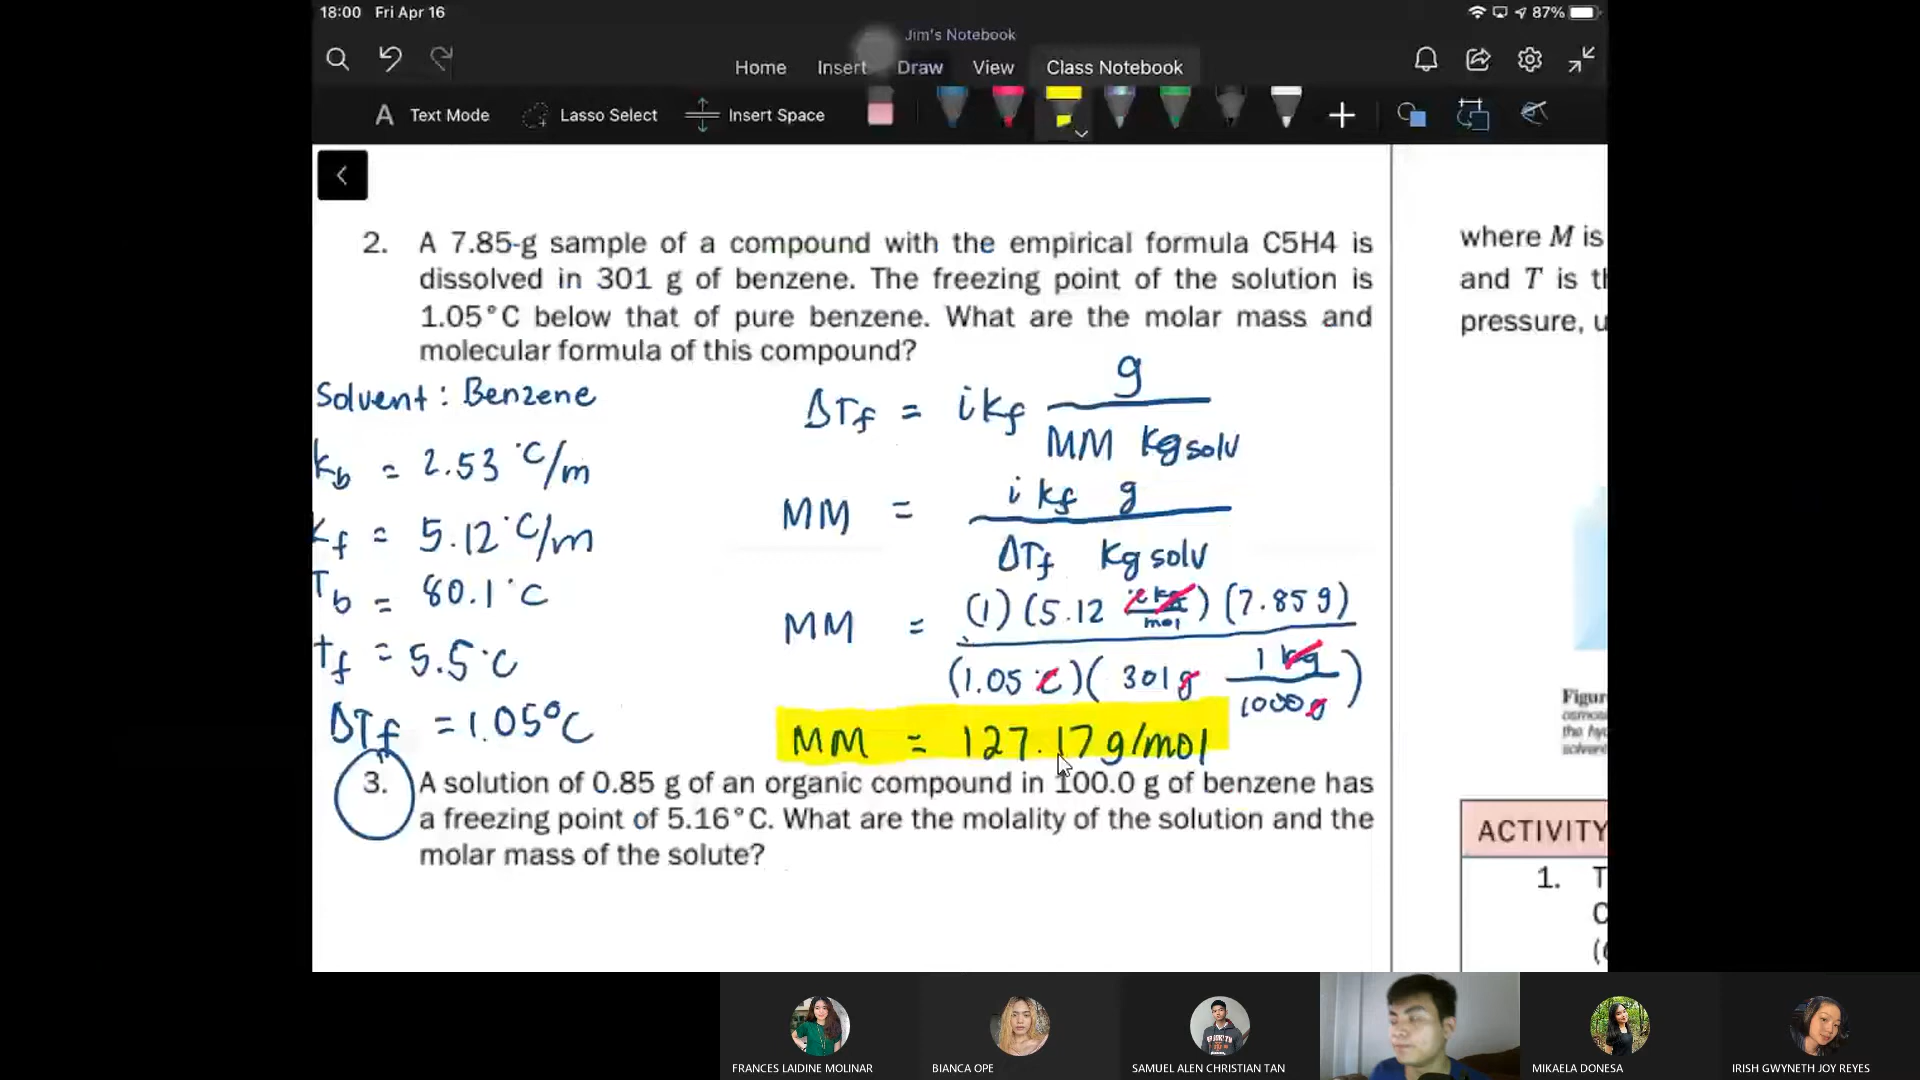 18:00 Fri Apr 16
87%
Jim's Notebook
Home Insert Draw View Class Notebook
A Text Mode Lasso Select Insert Space
2. A 7.85-g sample of a compound with the empirical formula C5H4 is
dissolved in 301 g of benzene. The freezing point of the solution is
1.05°C below that of pure benzene. What are the molar mass and
molecular formula of this compound?
Solvent : Benzene
kb = 2.53 °C/m
kf = 5.12 °C/m
Tb = 80.1 °C
tf = 5.5 °C
ΔTf = 1.05°C
ΔTf = i kf g
MM kg solv
MM = i kf g
ΔTf kg solv
MM = (1) (5.12 °C kg / mol) (7.85 g)
(1.05 °C) (301 g 1 kg / 1000 g)
MM = 127.17 g/mol
3. A solution of 0.85 g of an organic compound in 100.0 g of benzene has
a freezing point of 5.16°C. What are the molality of the solution and the
molar mass of the solute?
where M is
and T is
pressure, u
Figur
osmos
the hyd
solven
ACTIVITY
1. T
C
(
FRANCES LAIDINE MOLINAR
BIANCA OPE
SAMUEL ALEN CHRISTIAN TAN
MIKAELA DONESA
IRISH GWYNETH JOY REYES